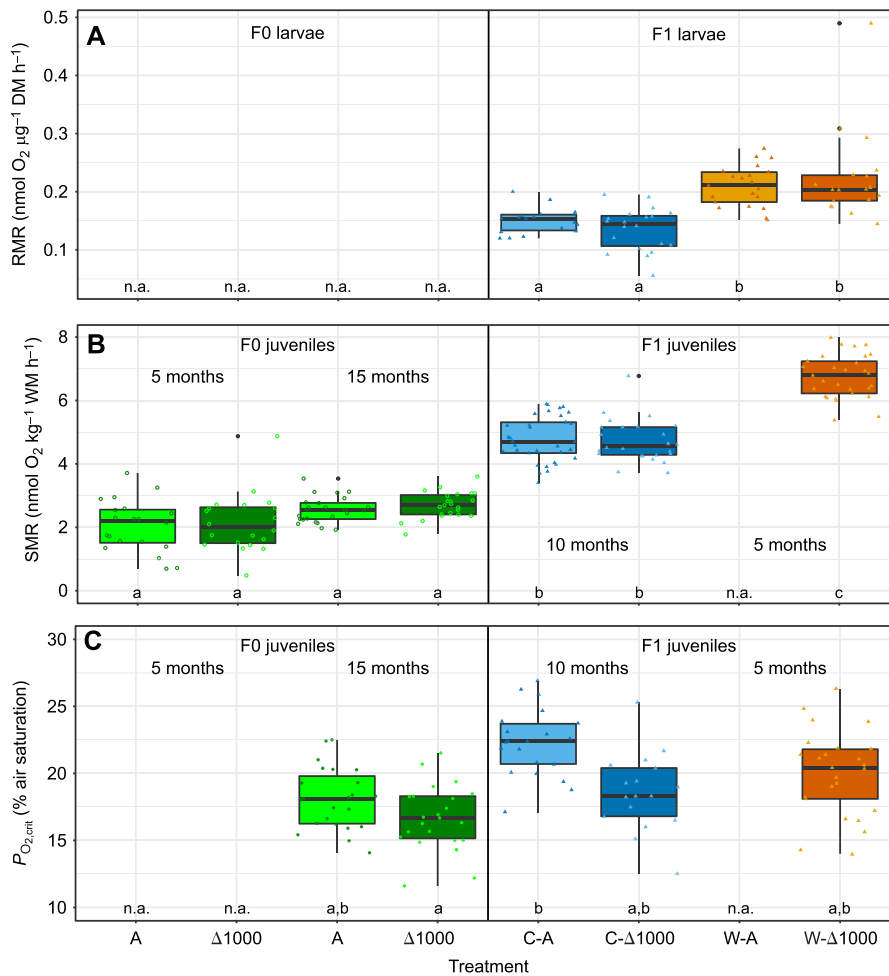 A
F0 larvae
F1 larvae
RMR (nmol O₂ μg⁻¹ DM h⁻¹)
0.5
0.4
0.3
0.2
0.1
n.a. n.a. n.a. n.a. a a b b
B
F0 juveniles
F1 juveniles
5 months 15 months
SMR (nmol O₂ kg⁻¹ WM h⁻¹)
8
6
4
2
0
10 months 5 months
a a a a b b n.a. c
C
F0 juveniles
F1 juveniles
5 months 15 months 10 months 5 months
P_O₂,crit (% air saturation)
30
25
20
15
10
n.a. n.a. a,b a b a,b n.a. a,b
A Δ1000 A Δ1000 C-A C-Δ1000 W-A W-Δ1000
Treatment